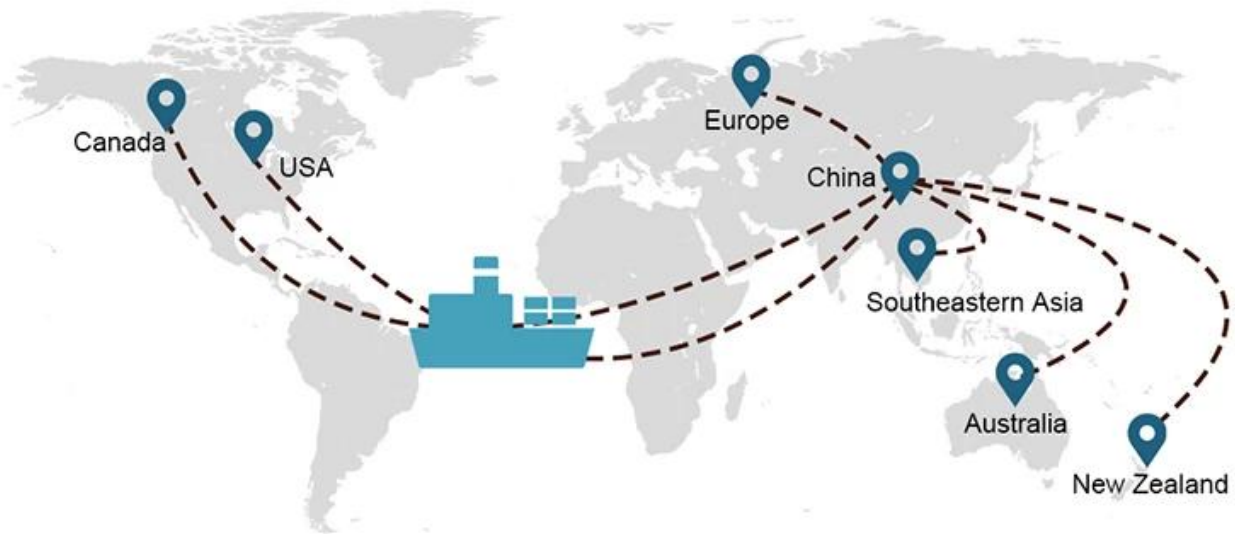 Canada
USA
Europe
China
Southeastern Asia
Australia
New Zealand